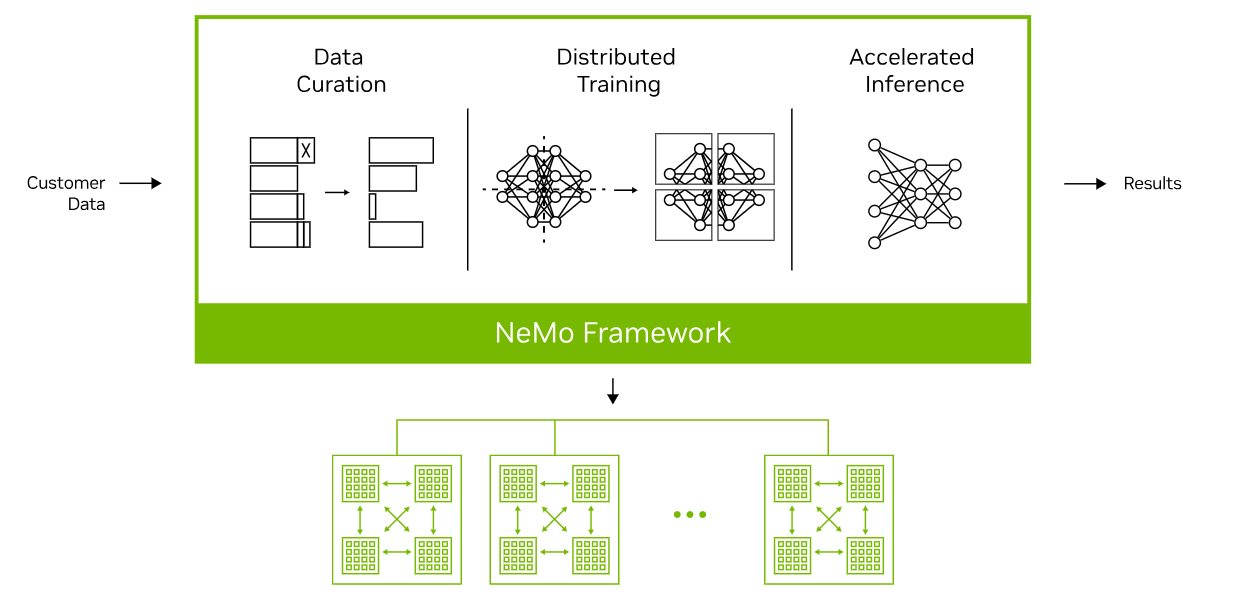 Data
Curation
Distributed
Training
Accelerated
Inference
X
Customer
Data
Results
NeMo Framework